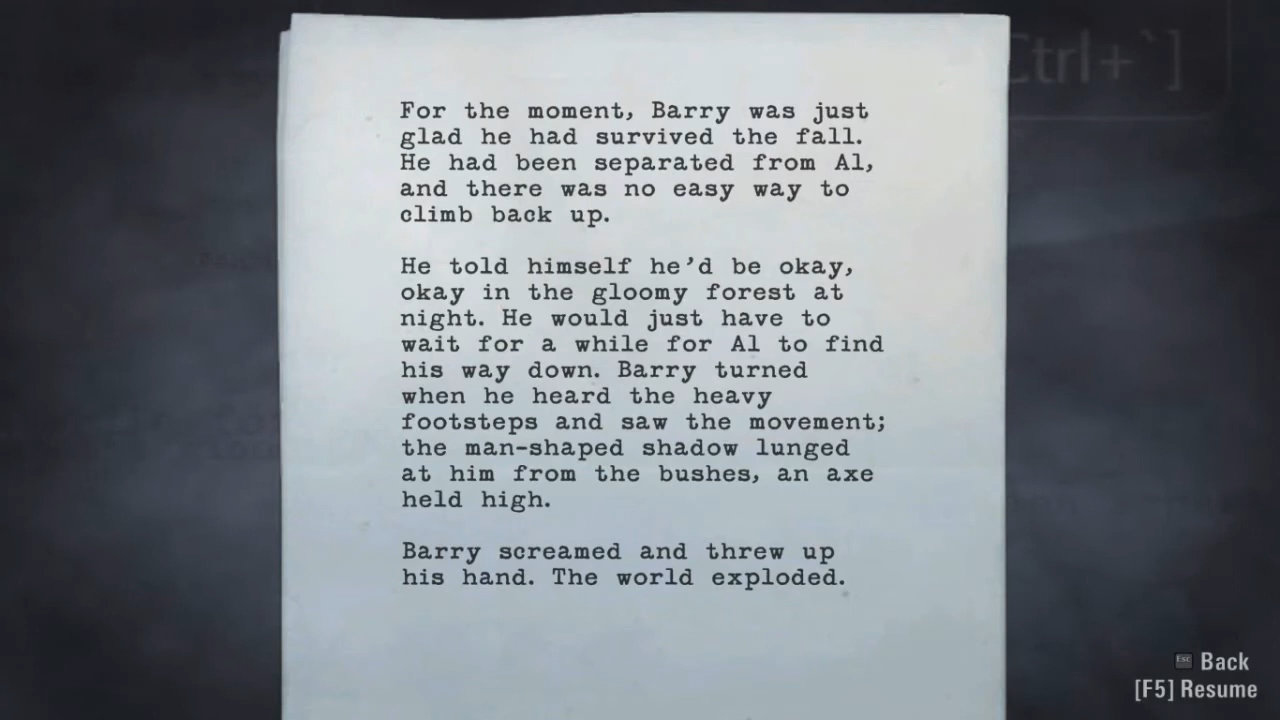 Ctrl+`]
For the moment, Barry was just
glad he had survived the fall.
He had been separated from Al,
and there was no easy way to
climb back up.
He told himself he'd be okay,
okay in the gloomy forest at
night. He would just have to
wait for a while for Al to find
his way down. Barry turned
when he heard the heavy
footsteps and saw the movement;
the man-shaped shadow lunged
at him from the bushes, an axe
held high.
Barry screamed and threw up
his hand. The world exploded.
Esc Back
[F5] Resume